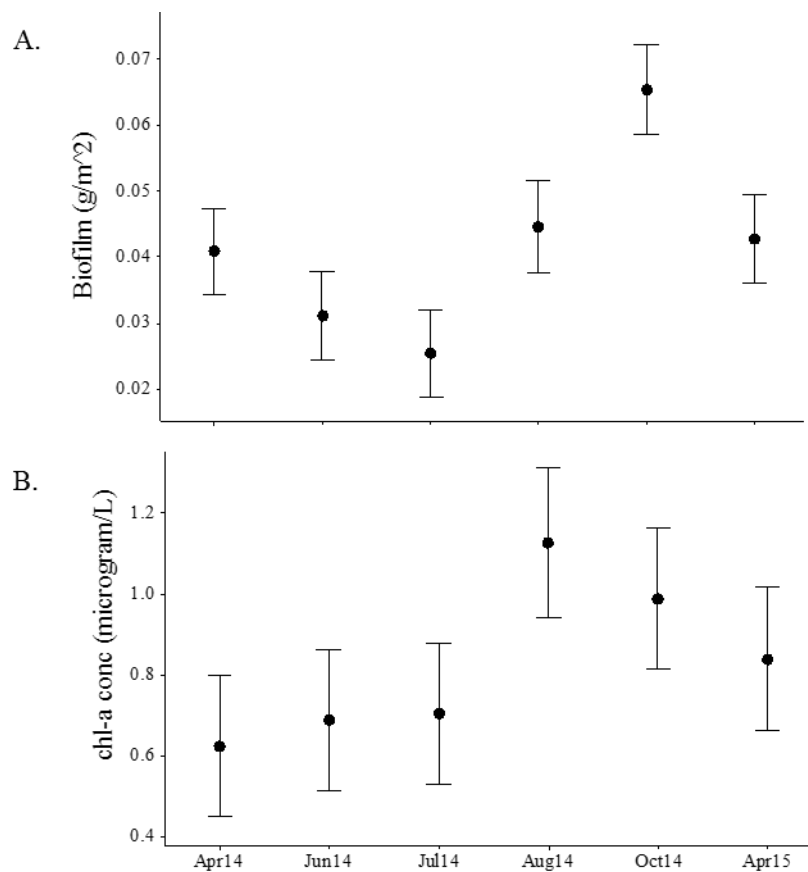 A.
Biofilm (g/m^2)
0.07
0.06
0.05
0.04
0.03
0.02
B.
chl-a conc (microgram/L)
1.2
1.0
0.8
0.6
0.4
Apr14 Jun14 Jul14 Aug14 Oct14 Apr15